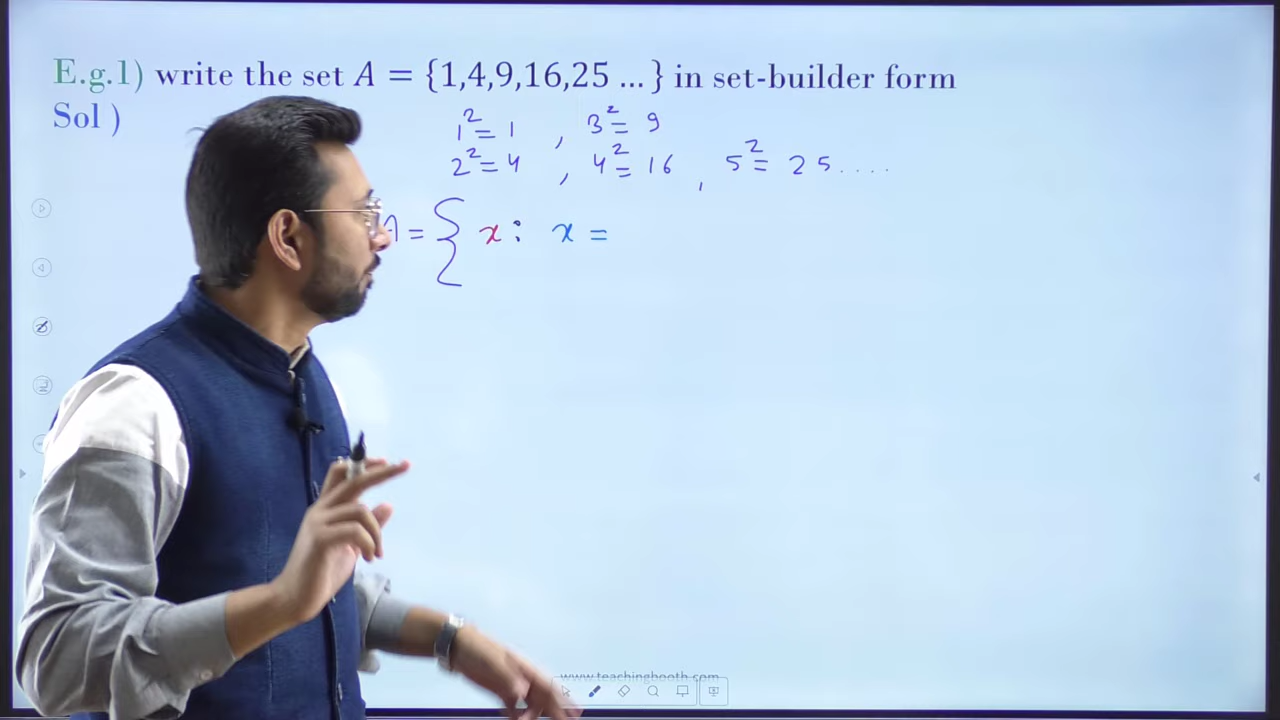 E.g.1) write the set A = {1,4,9,16,25 ... } in set-builder form
Sol )
1² = 1 , 3² = 9
2² = 4 , 4² = 16 , 5² = 25 ....
A = { x : x =
www.teachingbooth.com